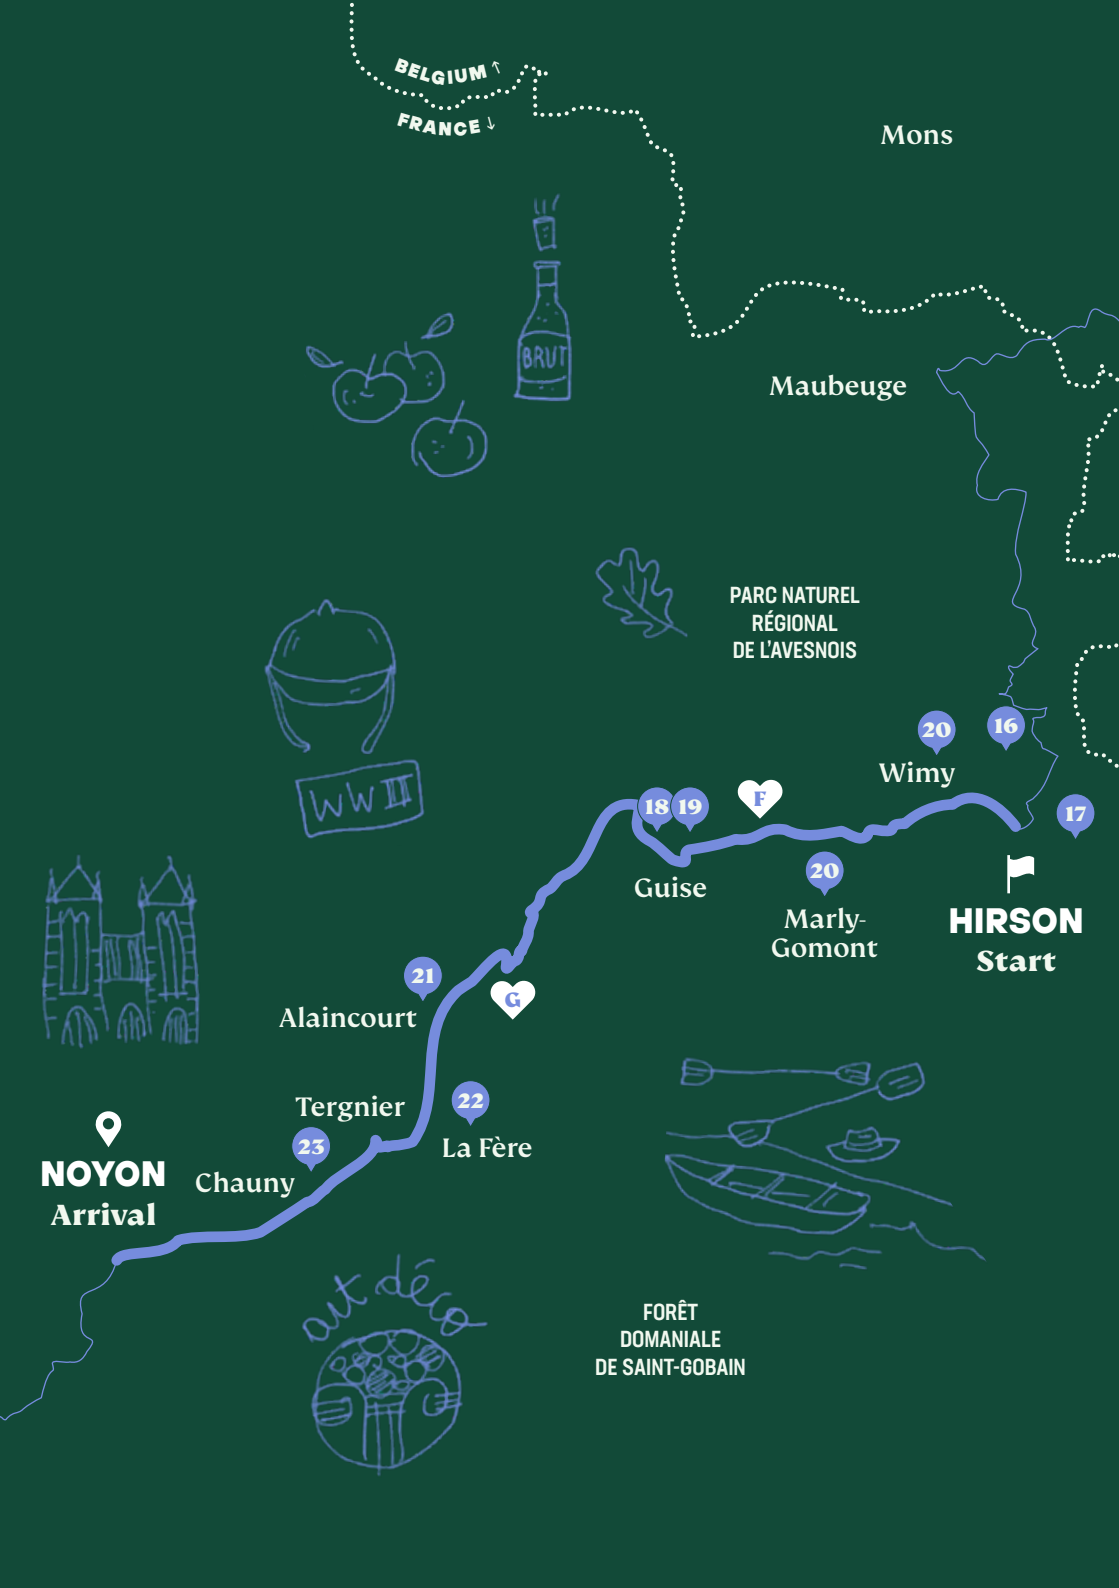 BELGIUM ↑
FRANCE ↓
Mons
BRUT
Maubeuge
PARC NATUREL
RÉGIONAL
DE L'AVESNOIS
WW II
20
16
Wimy
18
19
F
17
Guise
20
Marly-
Gomont
HIRSON
Start
21
Alaincourt
G
Tergnier
22
La Fère
23
Chauny
NOYON
Arrival
art déco
FORÊT
DOMANIALE
DE SAINT-GOBAIN